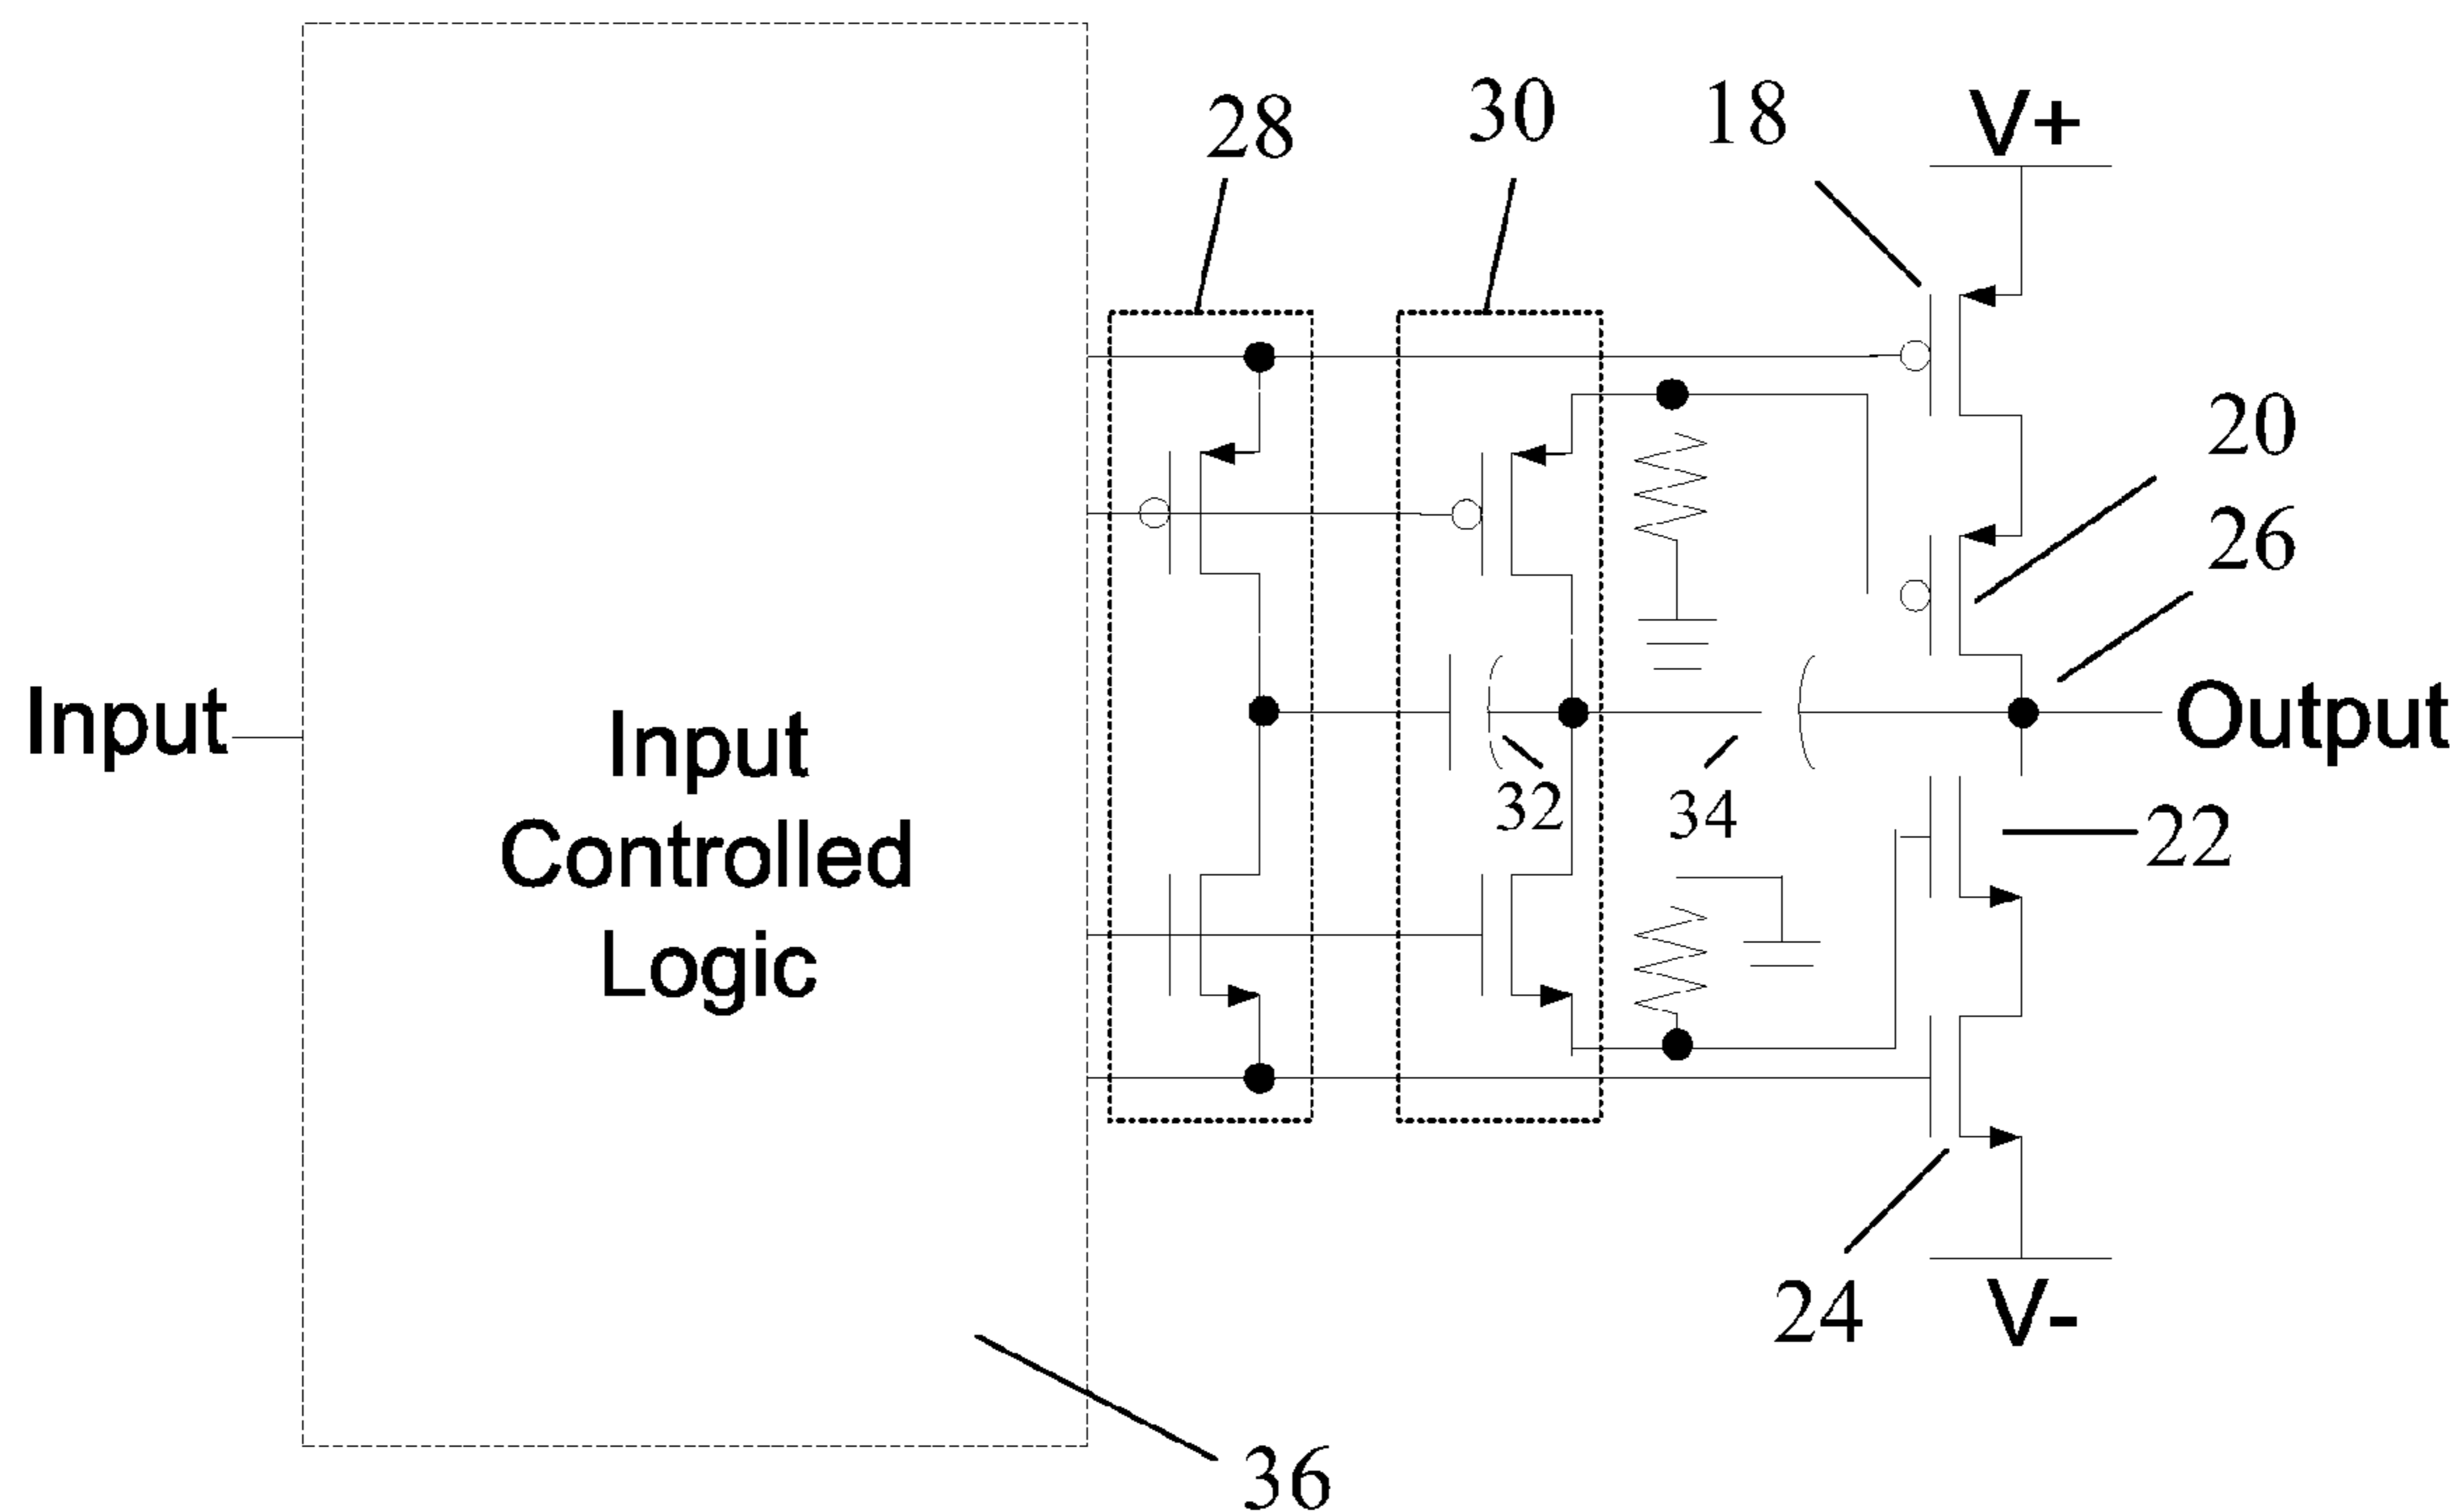 28
30
18
V+
20
26
Input
Input
Controlled
Logic
Output
32
34
22
24
V-
36